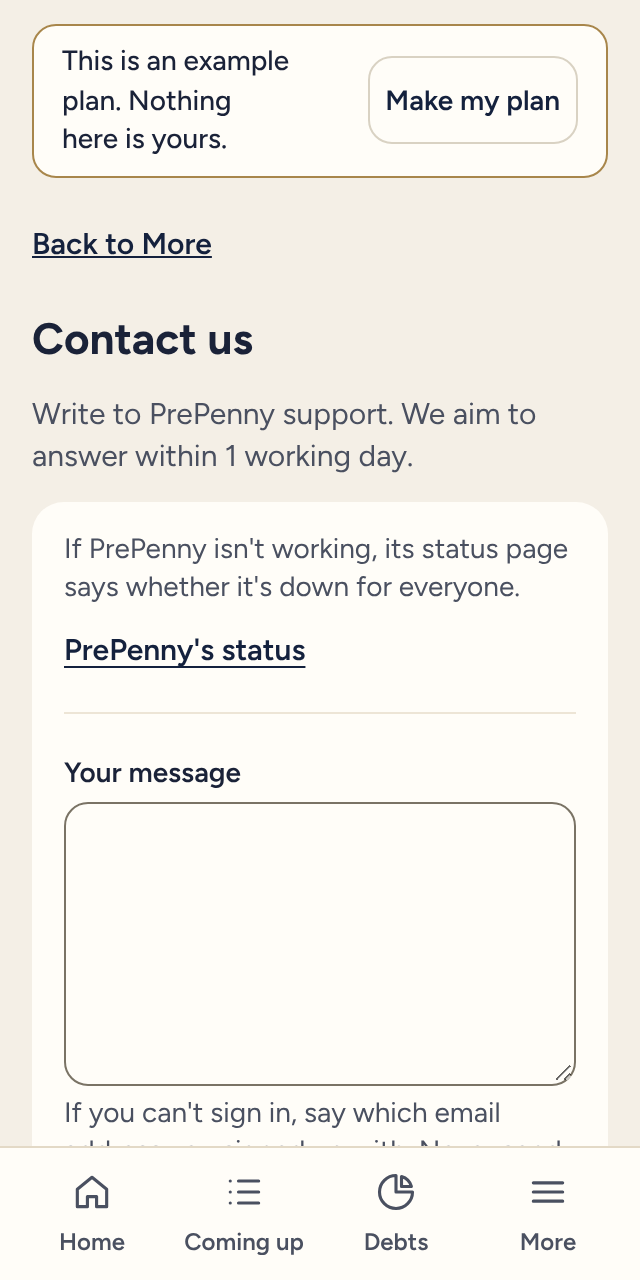 This is an example
plan. Nothing
here is yours.
Make my plan
Back to More
Contact us
Write to PrePenny support. We aim to
answer within 1 working day.
If PrePenny isn't working, its status page
says whether it's down for everyone.
PrePenny's status
Your message
If you can't sign in, say which email
Home
Coming up
Debts
More